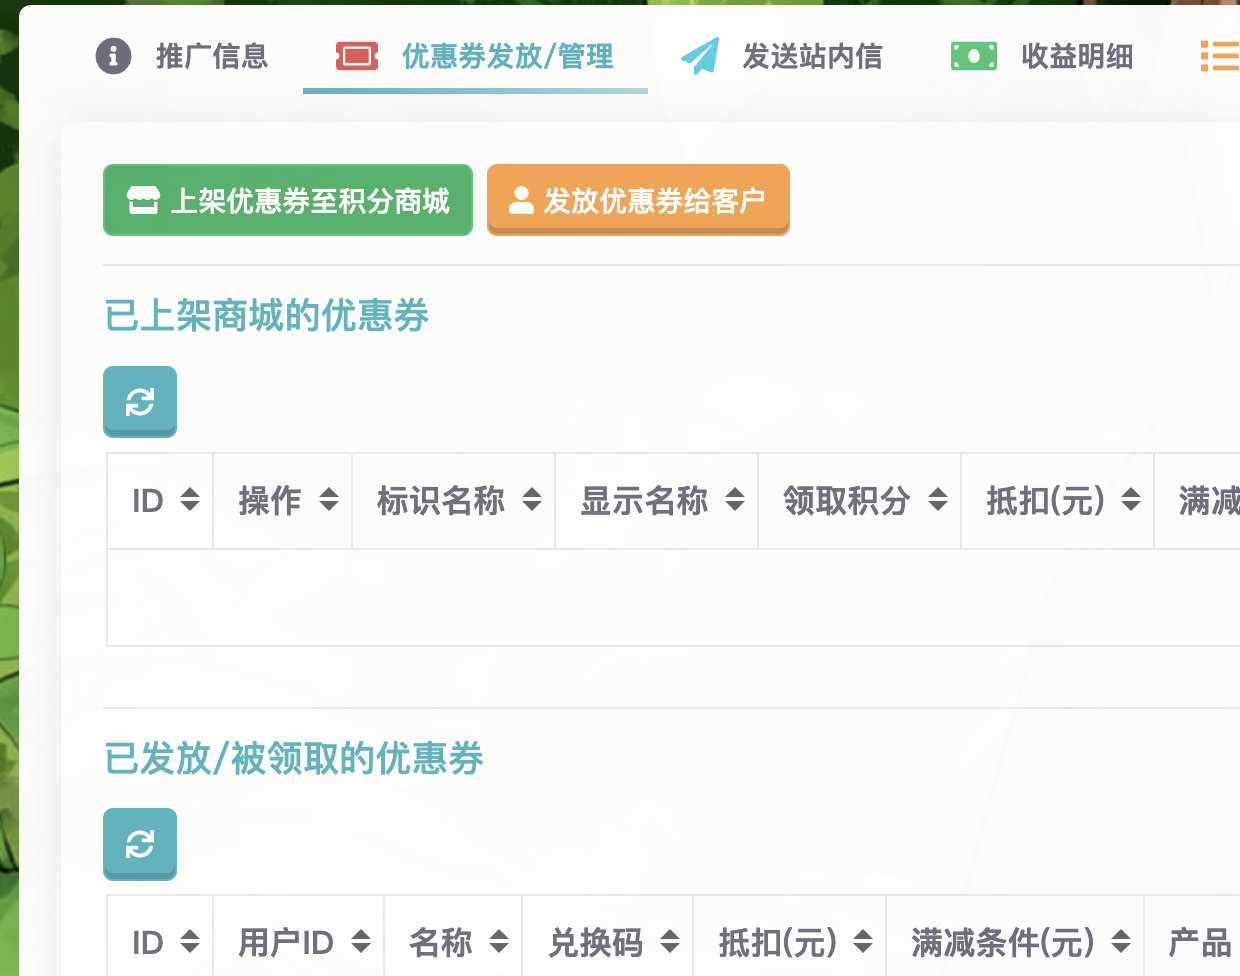 推广信息 优惠券发放/管理 发送站内信 收益明细
上架优惠券至积分商城 发放优惠券给客户
已上架商城的优惠券
ID 操作 标识名称 显示名称 领取积分 抵扣(元) 满减
已发放/被领取的优惠券
ID 用户ID 名称 兑换码 抵扣(元) 满减条件(元) 产品